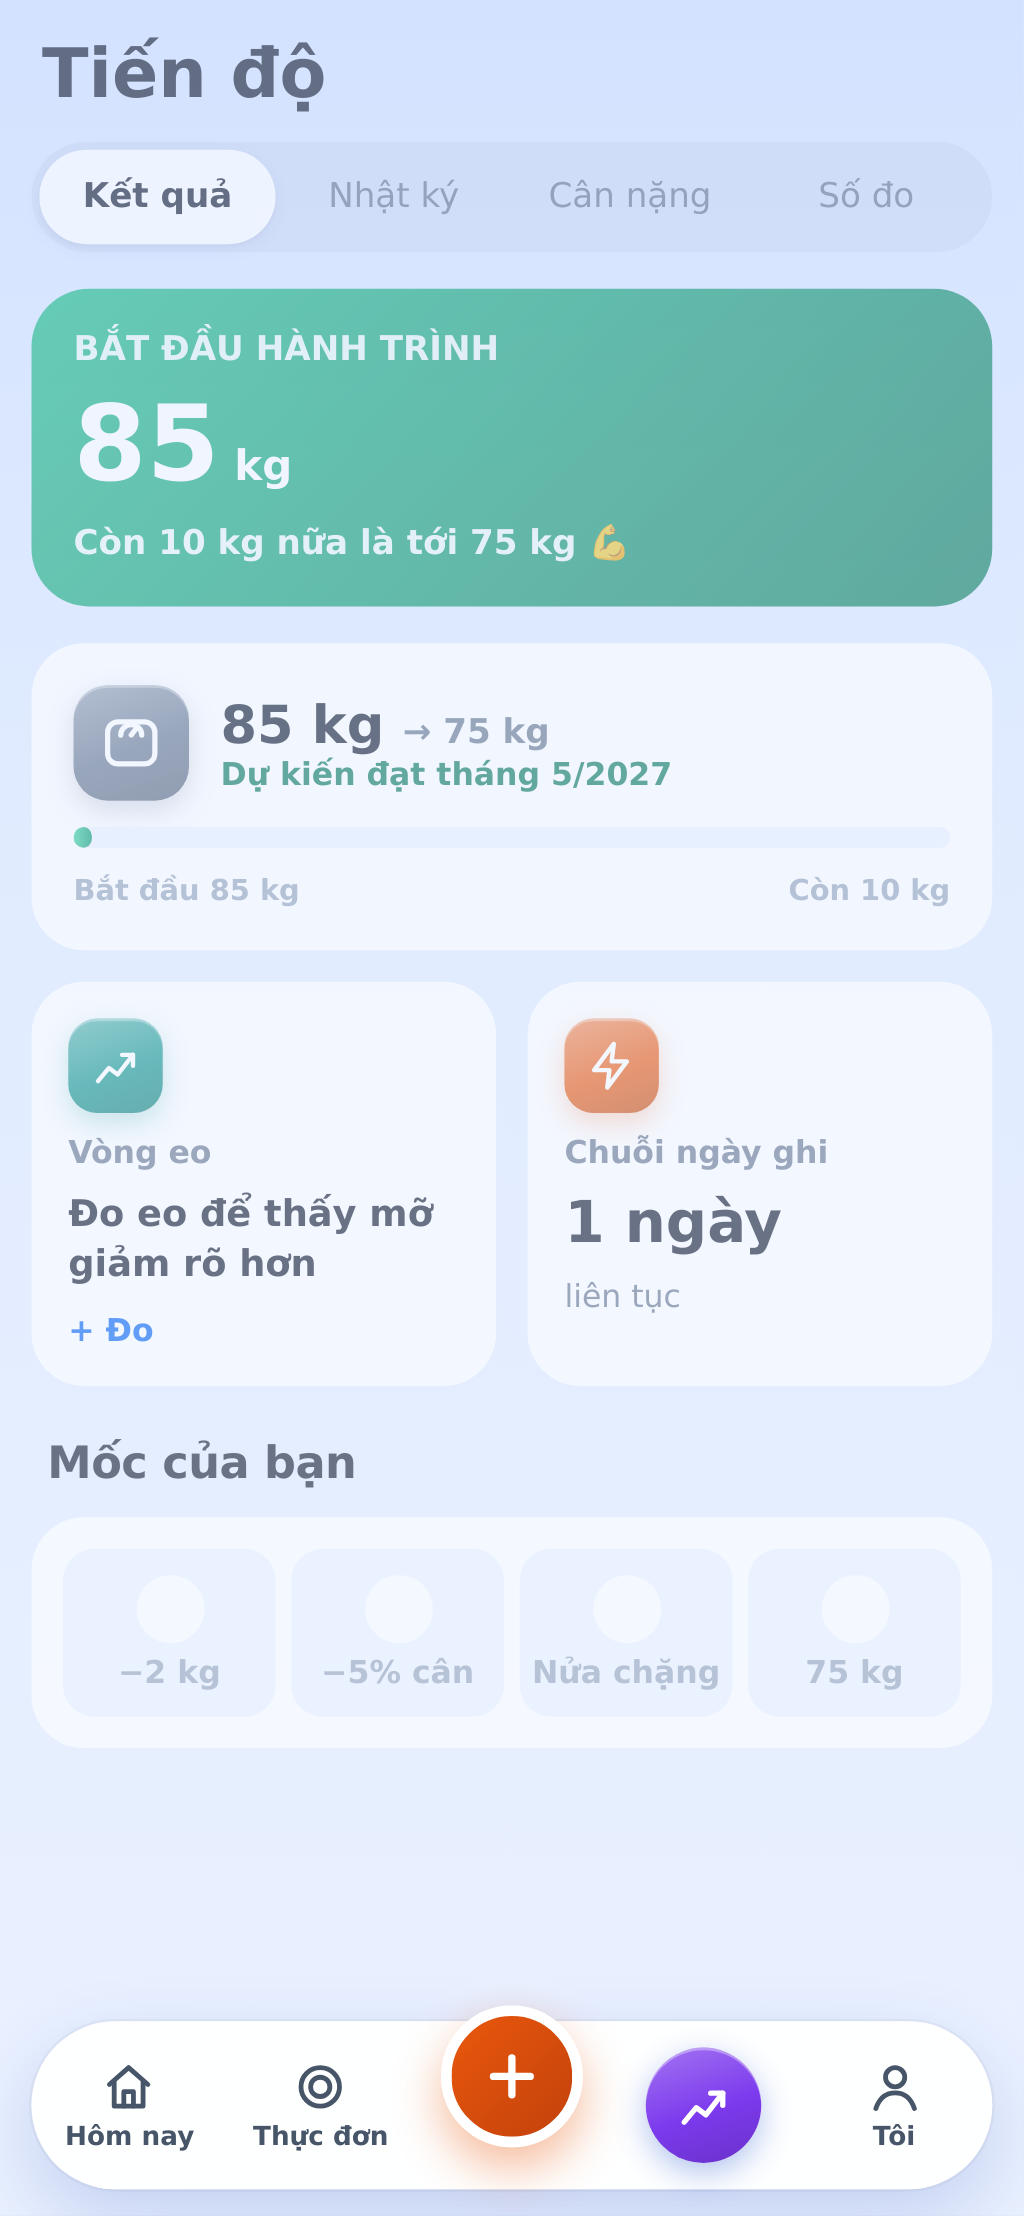 Tiến độ
Kết quả
Nhật ký
Cân nặng
Số đo
BẮT ĐẦU HÀNH TRÌNH
85 kg
Còn 10 kg nữa là tới 75 kg 💪
85 kg → 75 kg
Dự kiến đạt tháng 5/2027
Bắt đầu 85 kg
Còn 10 kg
Vòng eo
Đo eo để thấy mỡ
giảm rõ hơn
+ Đo
Chuỗi ngày ghi
1 ngày
liên tục
Mốc của bạn
−2 kg
−5% cân
Nửa chặng
75 kg
Hôm nay
Thực đơn
Tôi